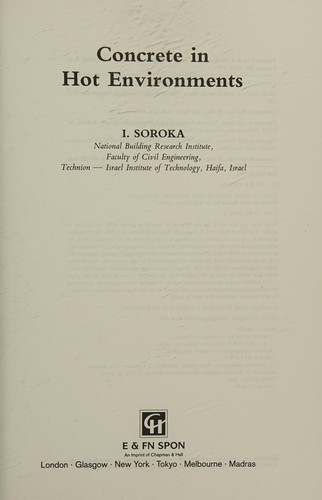 Concrete in
Hot Environments
I. SOROKA
National Building Research Institute,
Faculty of Civil Engineering,
Technion — Israel Institute of Technology, Haifa, Israel
CH
E & FN SPON
An Imprint of Chapman & Hall
London · Glasgow · New York · Tokyo · Melbourne · Madras